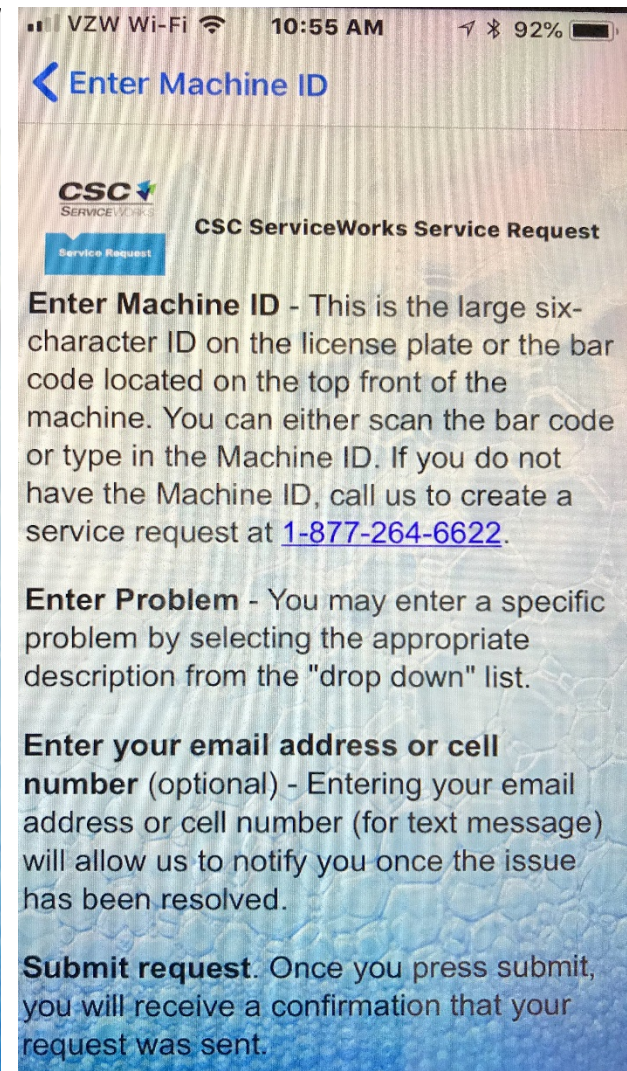 VZW Wi-Fi 10:55 AM 92%
Enter Machine ID
CSC
SERVICEWORKS
Service Request
CSC ServiceWorks Service Request
Enter Machine ID - This is the large six-
character ID on the license plate or the bar
code located on the top front of the
machine. You can either scan the bar code
or type in the Machine ID. If you do not
have the Machine ID, call us to create a
service request at 1-877-264-6622.
Enter Problem - You may enter a specific
problem by selecting the appropriate
description from the "drop down" list.
Enter your email address or cell
number (optional) - Entering your email
address or cell number (for text message)
will allow us to notify you once the issue
has been resolved.
Submit request. Once you press submit,
you will receive a confirmation that your
request was sent.